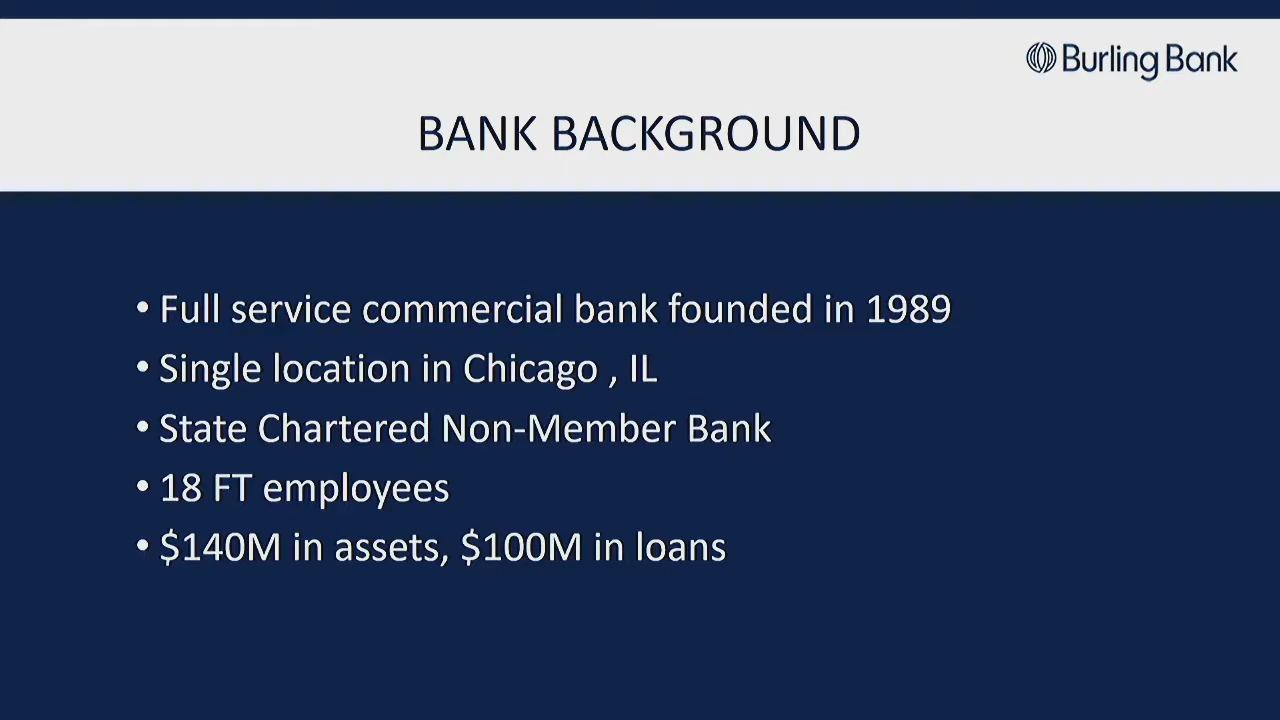 Burling Bank
BANK BACKGROUND
• Full service commercial bank founded in 1989
• Single location in Chicago , IL
• State Chartered Non-Member Bank
• 18 FT employees
• $140M in assets, $100M in loans